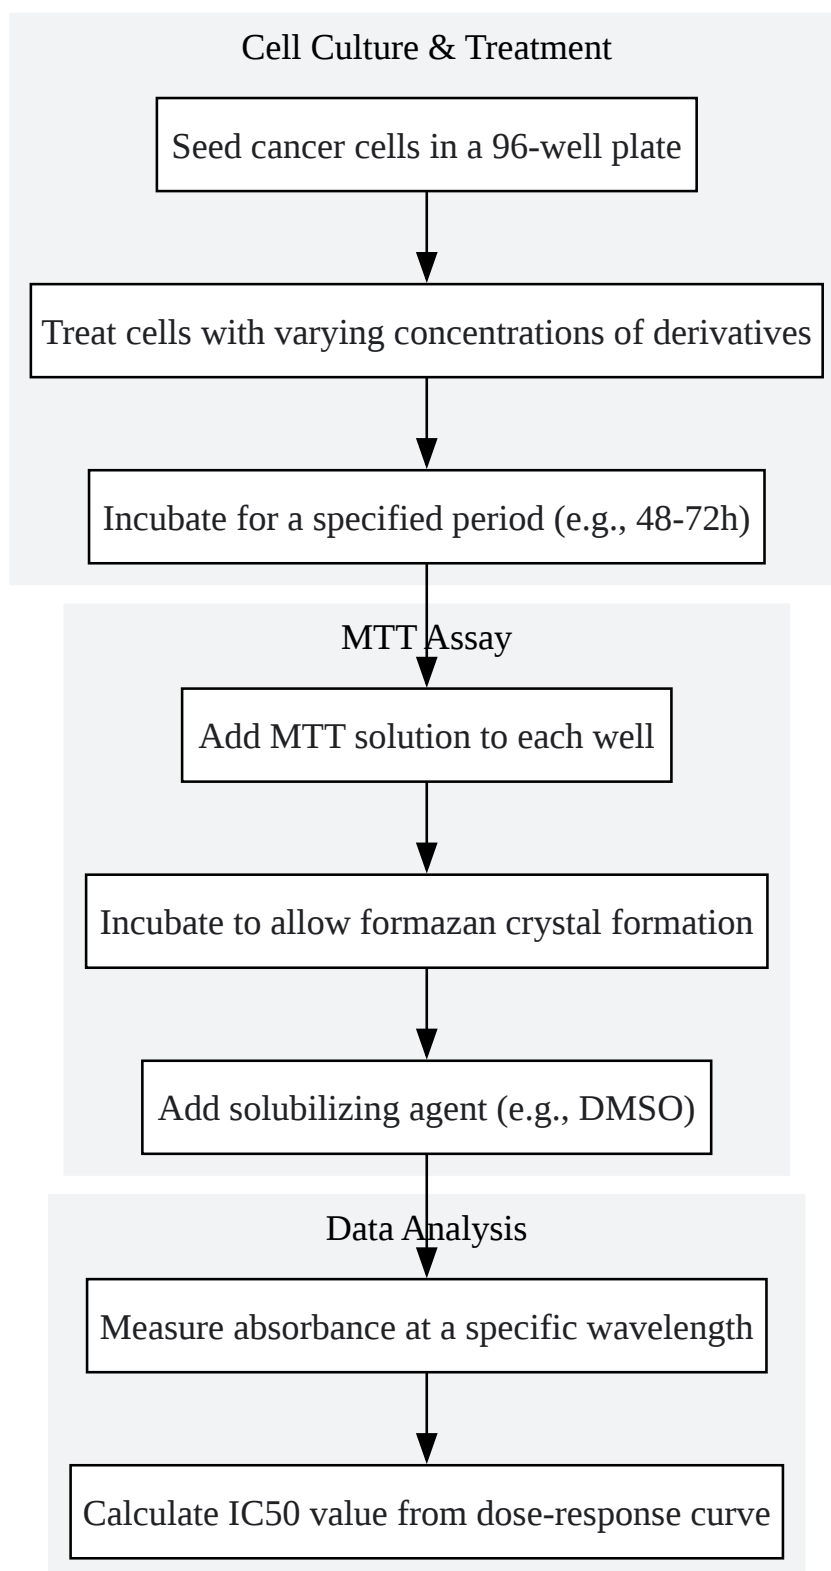 Cell Culture & Treatment
Seed cancer cells in a 96-well plate
Treat cells with varying concentrations of derivatives
Incubate for a specified period (e.g., 48-72h)
MTT Assay
Add MTT solution to each well
Incubate to allow formazan crystal formation
Add solubilizing agent (e.g., DMSO)
Data Analysis
Measure absorbance at a specific wavelength
Calculate IC50 value from dose-response curve